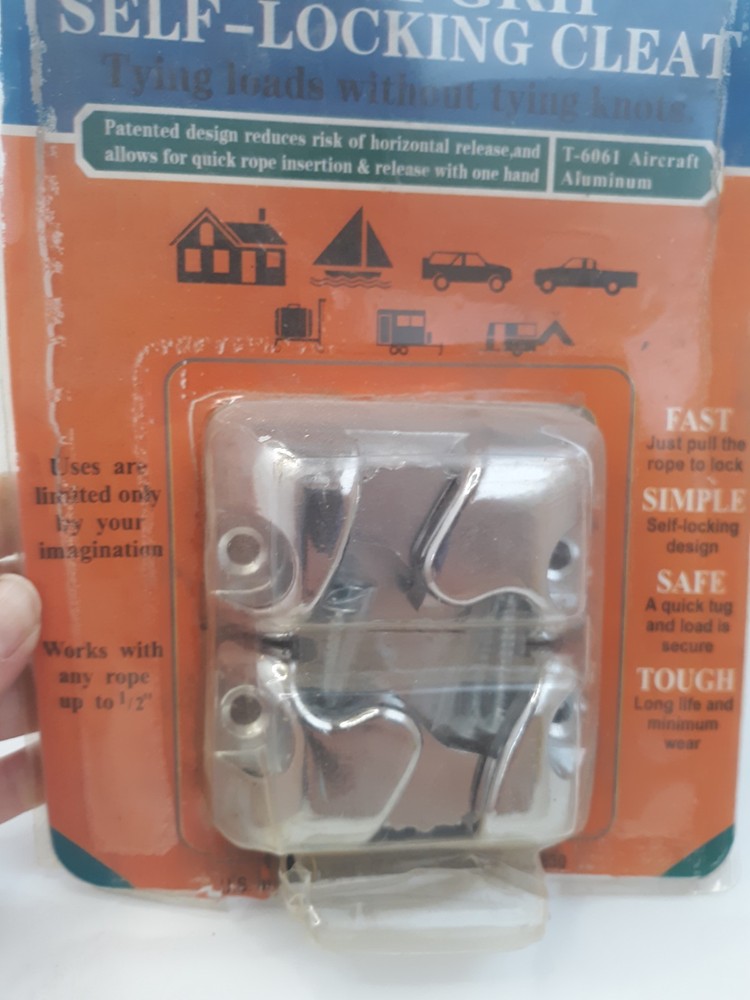 GRIP
SELF-LOCKING CLEAT
Tying loads without tying knots.
Patented design reduces risk of horizontal release,and
allows for quick rope insertion & release with one hand
T-6061 Aircraft
Aluminum
Uses are
limited only
by your
imagination
Works with
any rope
up to 1/2"
FAST
Just pull the
rope to lock
SIMPLE
Self-locking
design
SAFE
A quick tug
and load is
secure
TOUGH
Long life and
minimum
wear